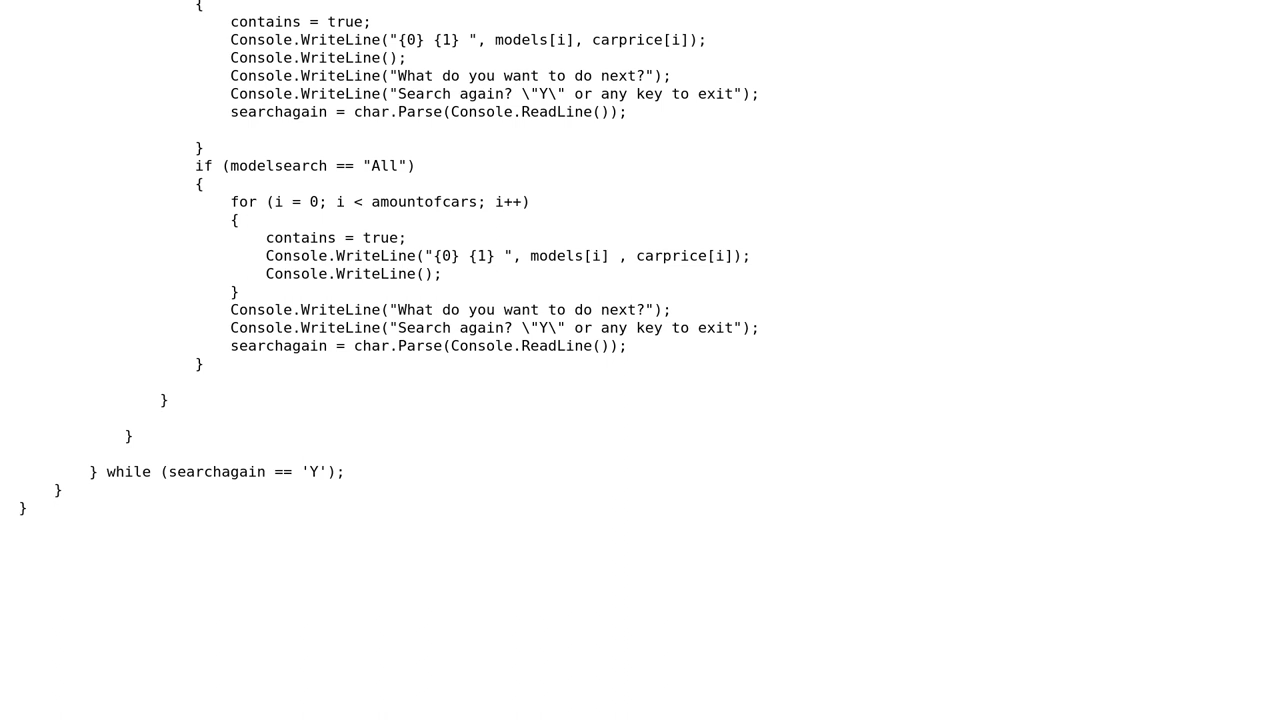 {
contains = true;
Console.WriteLine("{0} {1} ", models[i], carprice[i]);
Console.WriteLine();
Console.WriteLine("What do you want to do next?");
Console.WriteLine("Search again? \"Y\" or any key to exit");
searchagain = char.Parse(Console.ReadLine());
}
if (modelsearch == "All")
{
for (i = 0; i < amountofcars; i++)
{
contains = true;
Console.WriteLine("{0} {1} ", models[i] , carprice[i]);
Console.WriteLine();
}
Console.WriteLine("What do you want to do next?");
Console.WriteLine("Search again? \"Y\" or any key to exit");
searchagain = char.Parse(Console.ReadLine());
}
}
}
} while (searchagain == 'Y');
}
}